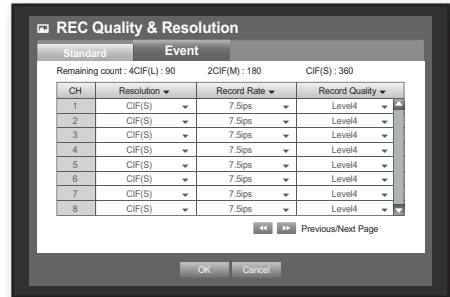 REC Quality & Resolution
Standard Event
Remaining count : 4CIF(L) : 90 2CIF(M) : 180 CIF(S) : 360
CH Resolution Record Rate Record Quality
1 CIF(S) 7.5ips Level4
2 CIF(S) 7.5ips Level4
3 CIF(S) 7.5ips Level4
4 CIF(S) 7.5ips Level4
5 CIF(S) 7.5ips Level4
6 CIF(S) 7.5ips Level4
7 CIF(S) 7.5ips Level4
8 CIF(S) 7.5ips Level4
Previous/Next Page
OK Cancel